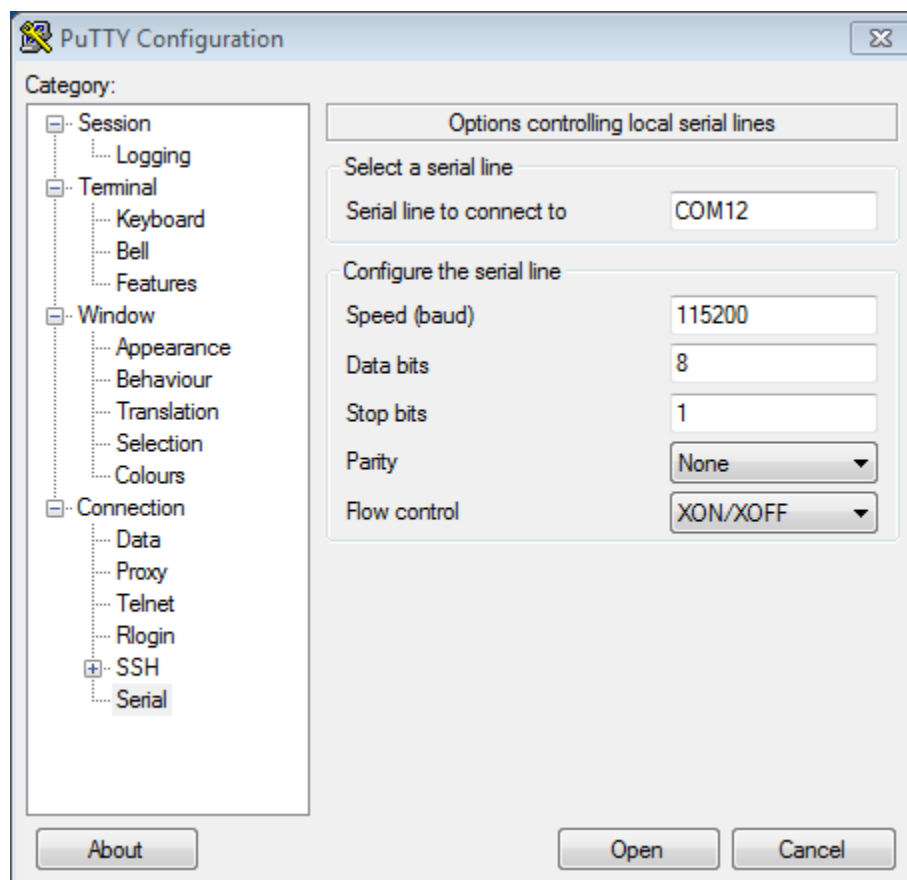 PuTTY Configuration
Category:
Session
Logging
Terminal
Keyboard
Bell
Features
Window
Appearance
Behaviour
Translation
Selection
Colours
Connection
Data
Proxy
Telnet
Rlogin
SSH
Serial
Options controlling local serial lines
Select a serial line
Serial line to connect to COM12
Configure the serial line
Speed (baud) 115200
Data bits 8
Stop bits 1
Parity None
Flow control XON/XOFF
About Open Cancel